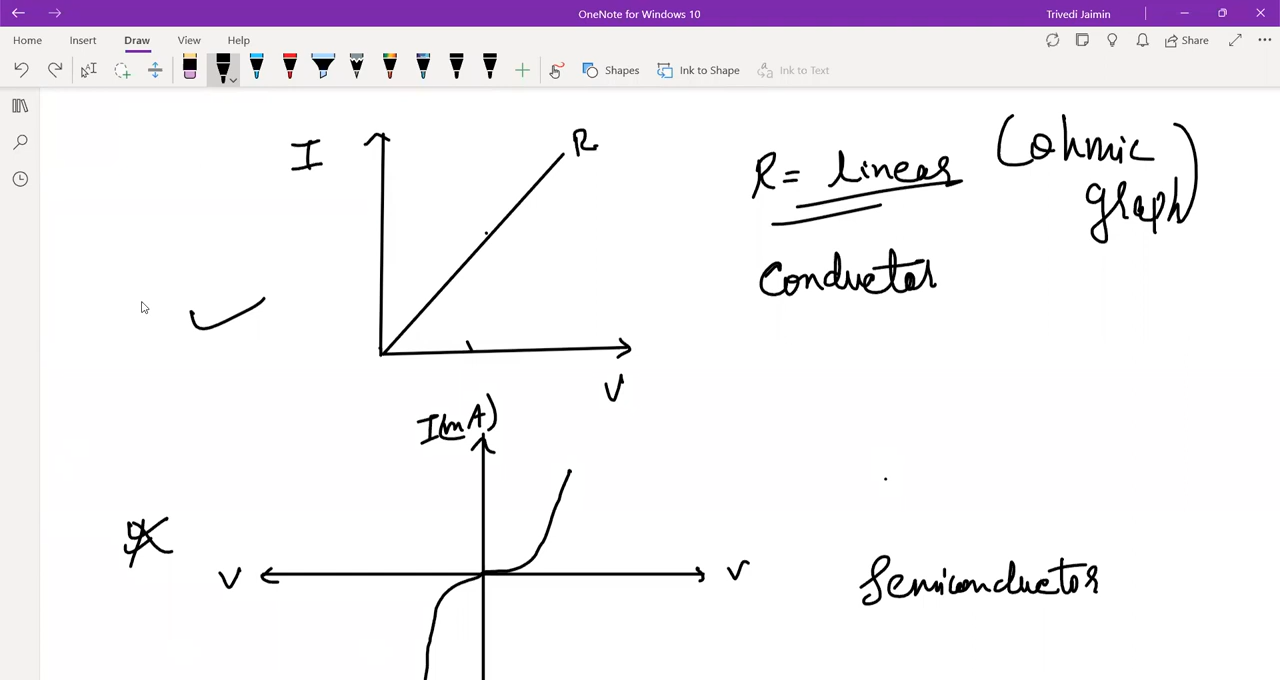 OneNote for Windows 10
Trivedi Jaimin
Home Insert Draw View Help
Share
Shapes Ink to Shape Ink to Text
I
R
R = linear (ohmic
graph)
Conductor
V
I(mA)
V
V
Semiconductor